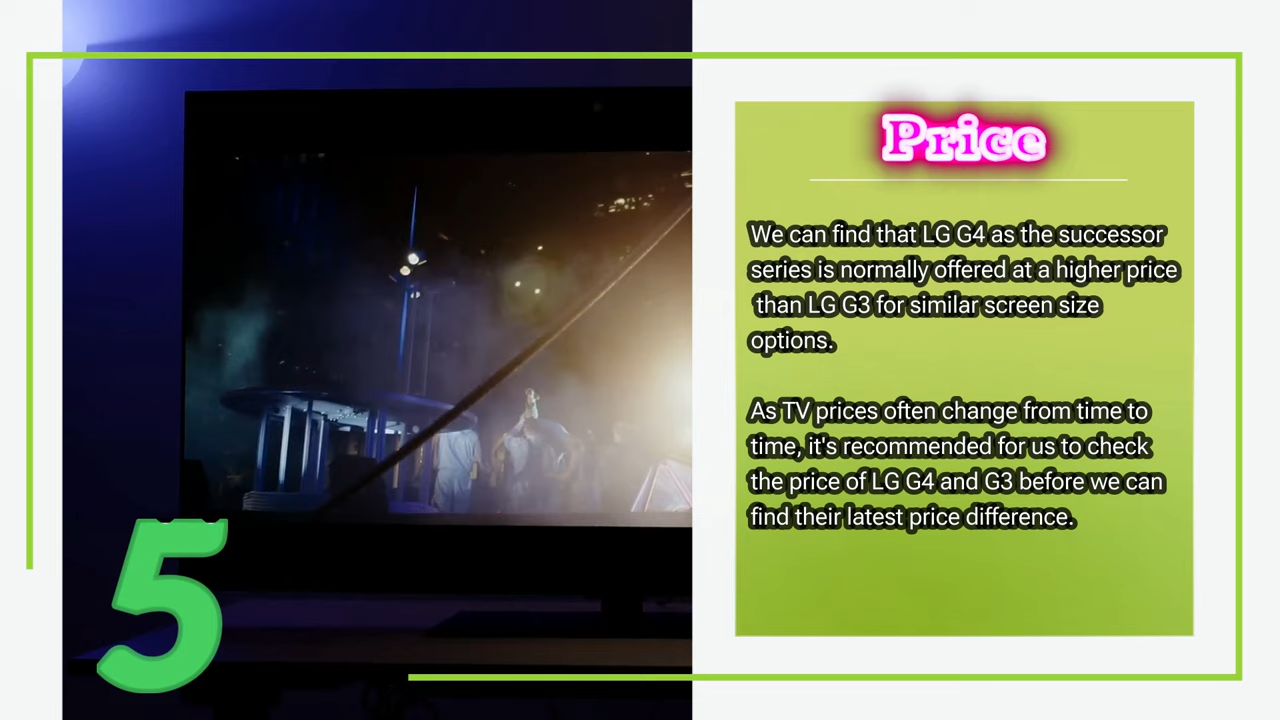 Price
We can find that LG G4 as the successor
series is normally offered at a higher price
than LG G3 for similar screen size
options.
As TV prices often change from time to
time, it's recommended for us to check
the price of LG G4 and G3 before we can
find their latest price difference.
5